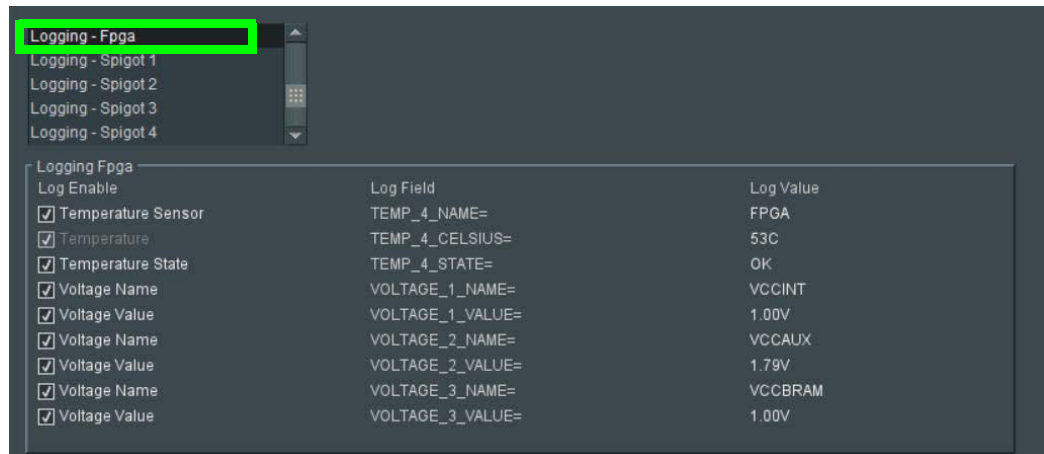 Logging - Fpga
Logging - Spigot 1
Logging - Spigot 2
Logging - Spigot 3
Logging - Spigot 4
Logging Fpga
Log Enable Log Field Log Value
Temperature Sensor TEMP_4_NAME= FPGA
Temperature TEMP_4_CELSIUS= 53C
Temperature State TEMP_4_STATE= OK
Voltage Name VOLTAGE_1_NAME= VCCINT
Voltage Value VOLTAGE_1_VALUE= 1.00V
Voltage Name VOLTAGE_2_NAME= VCCAUX
Voltage Value VOLTAGE_2_VALUE= 1.79V
Voltage Name VOLTAGE_3_NAME= VCCBRAM
Voltage Value VOLTAGE_3_VALUE= 1.00V